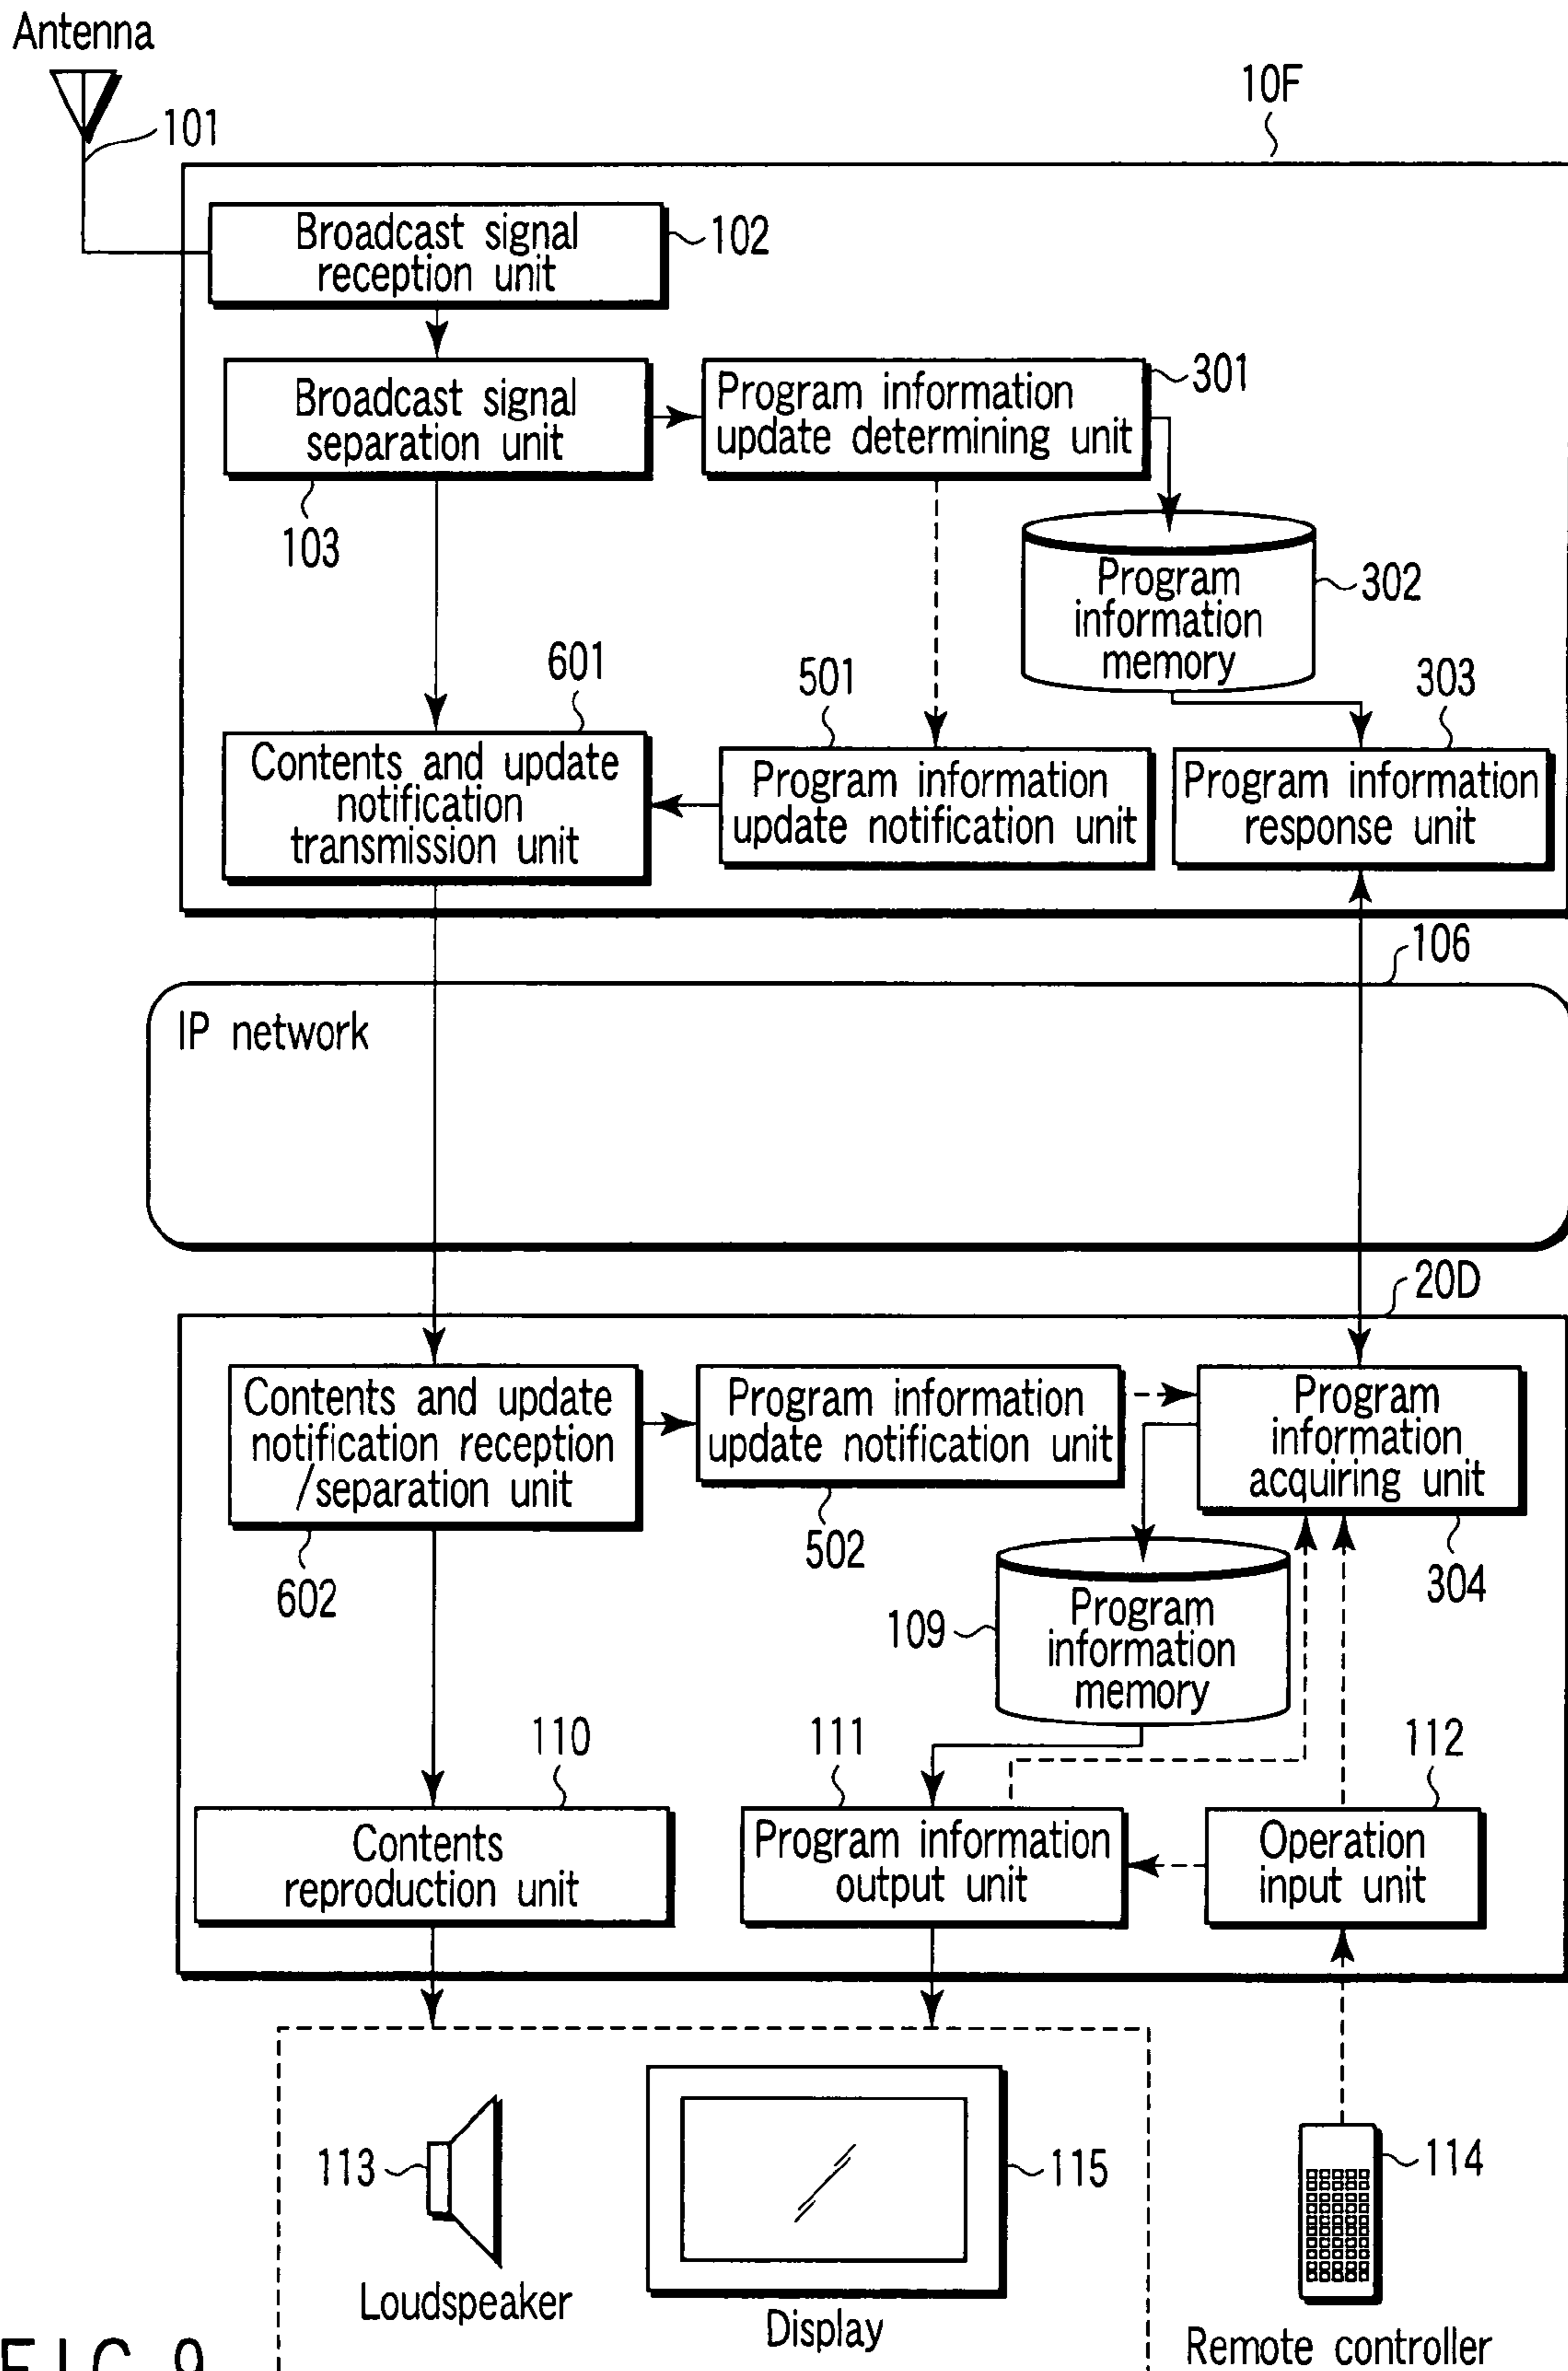 Antenna
10F
101
Broadcast signal
reception unit
102
Broadcast signal
separation unit
103
Program information
update determining unit
301
Program
information
memory
302
601
501
303
Contents and update
notification
transmission unit
Program information
update notification unit
Program information
response unit
106
IP network
20D
Contents and update
notification reception
/separation unit
602
Program information
update notification unit
502
Program
information
acquiring unit
304
109
Program
information
memory
110
111
112
Contents
reproduction unit
Program information
output unit
Operation
input unit
113
115
114
Loudspeaker
Display
Remote controller
FIG. 9